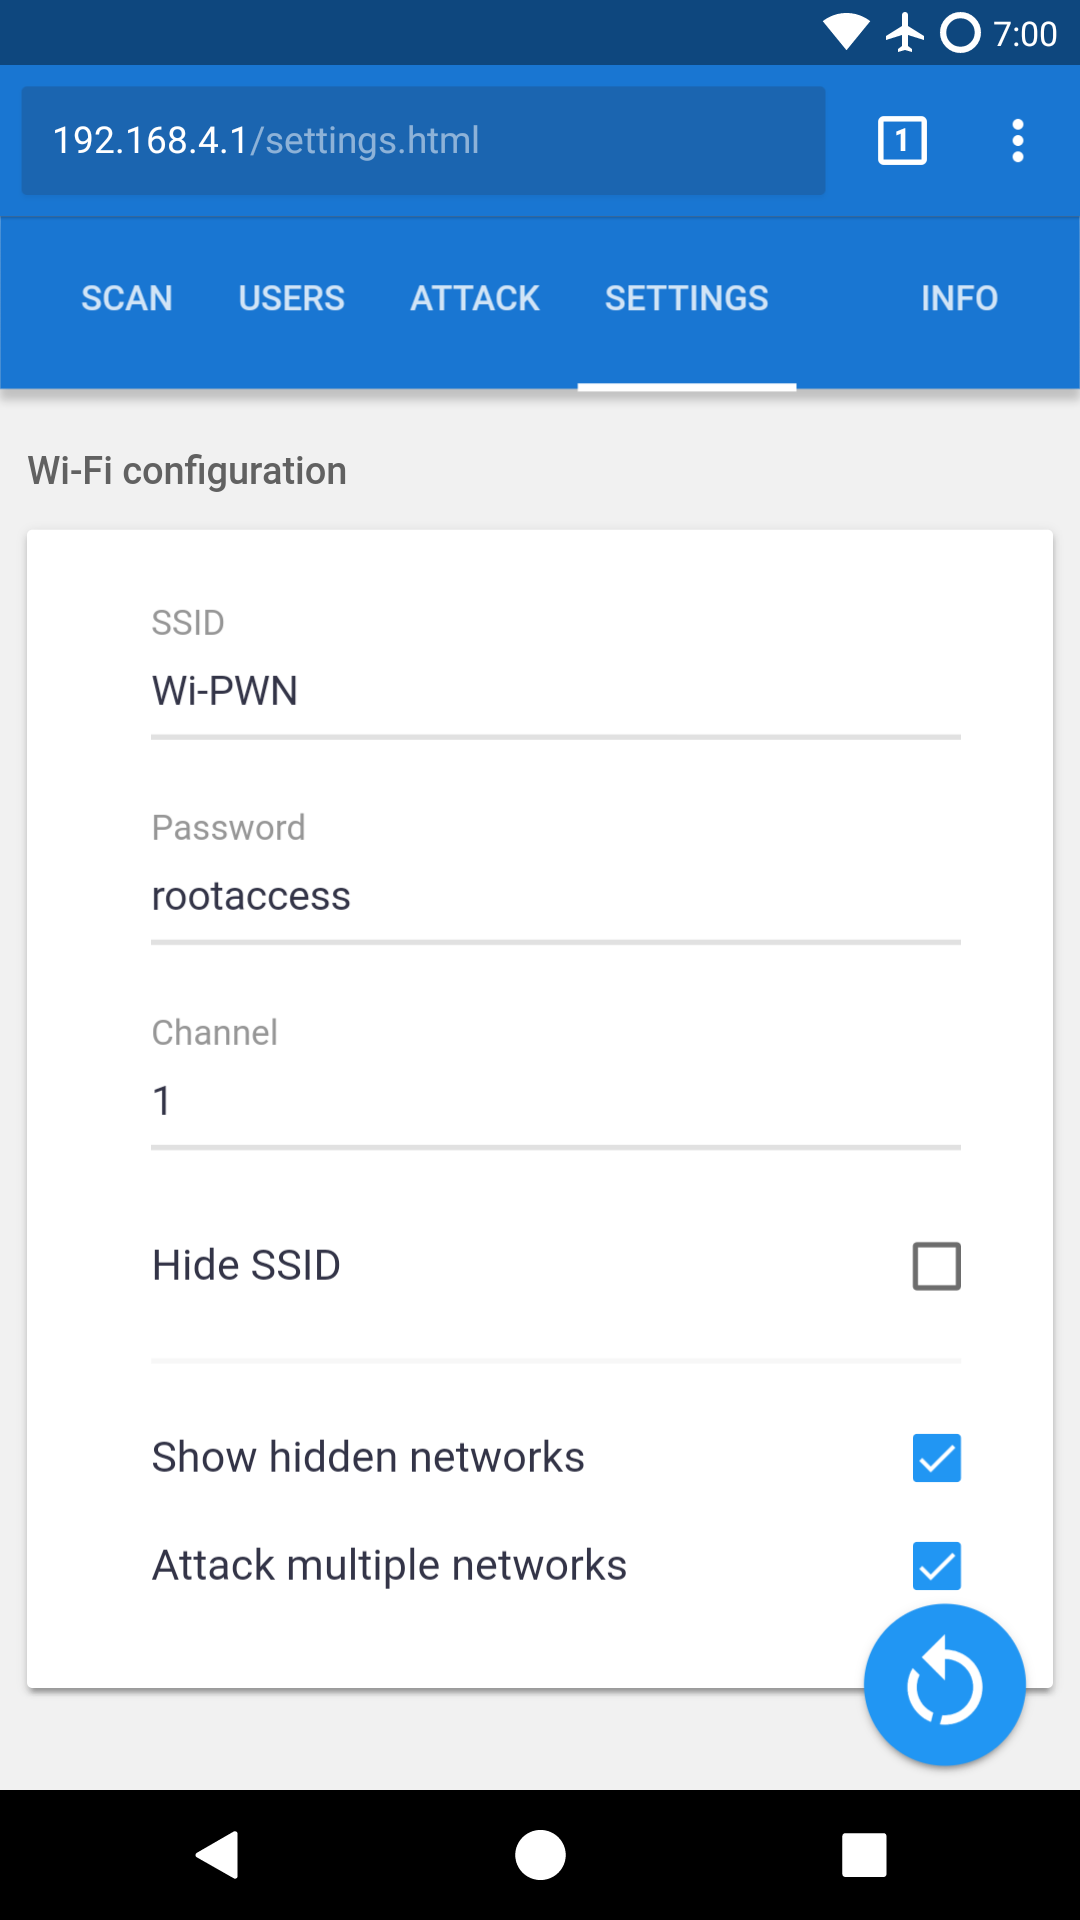 7:00
192.168.4.1/settings.html
1
SCAN USERS ATTACK SETTINGS INFO
Wi-Fi configuration
SSID
Wi-PWN
Password
rootaccess
Channel
1
Hide SSID
Show hidden networks
Attack multiple networks